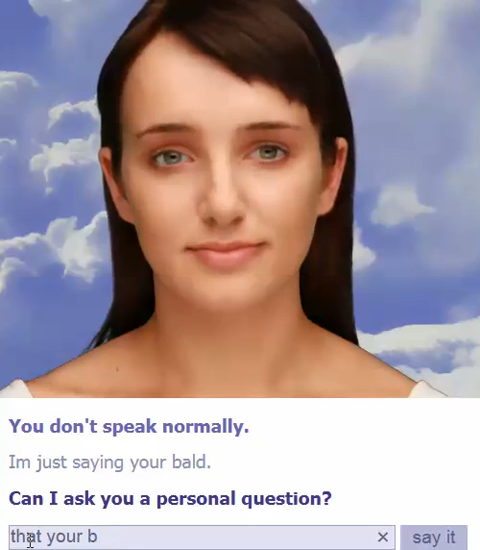 You don't speak normally.
Im just saying your bald.
Can I ask you a personal question?
that your b × say it